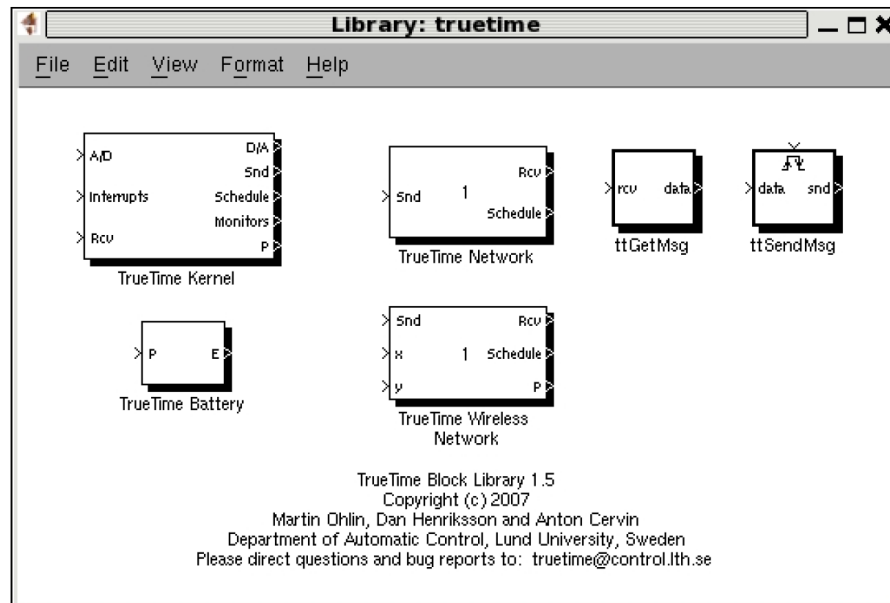 Library: truetime
File Edit View Format Help
A/D
Interrupts
Rcv
D/A
Snd
Schedule
Monitors
P
TrueTime Kernel
Snd
1
Rcv
Schedule
TrueTime Network
rcv data
ttGetMsg
data snd
ttSendMsg
P E
TrueTime Battery
Snd
x
y
1
Rcv
Schedule
P
TrueTime Wireless
Network
TrueTime Block Library 1.5
Copyright (c) 2007
Martin Ohlin, Dan Henriksson and Anton Cervin
Department of Automatic Control, Lund University, Sweden
Please direct questions and bug reports to: truetime@control.lth.se